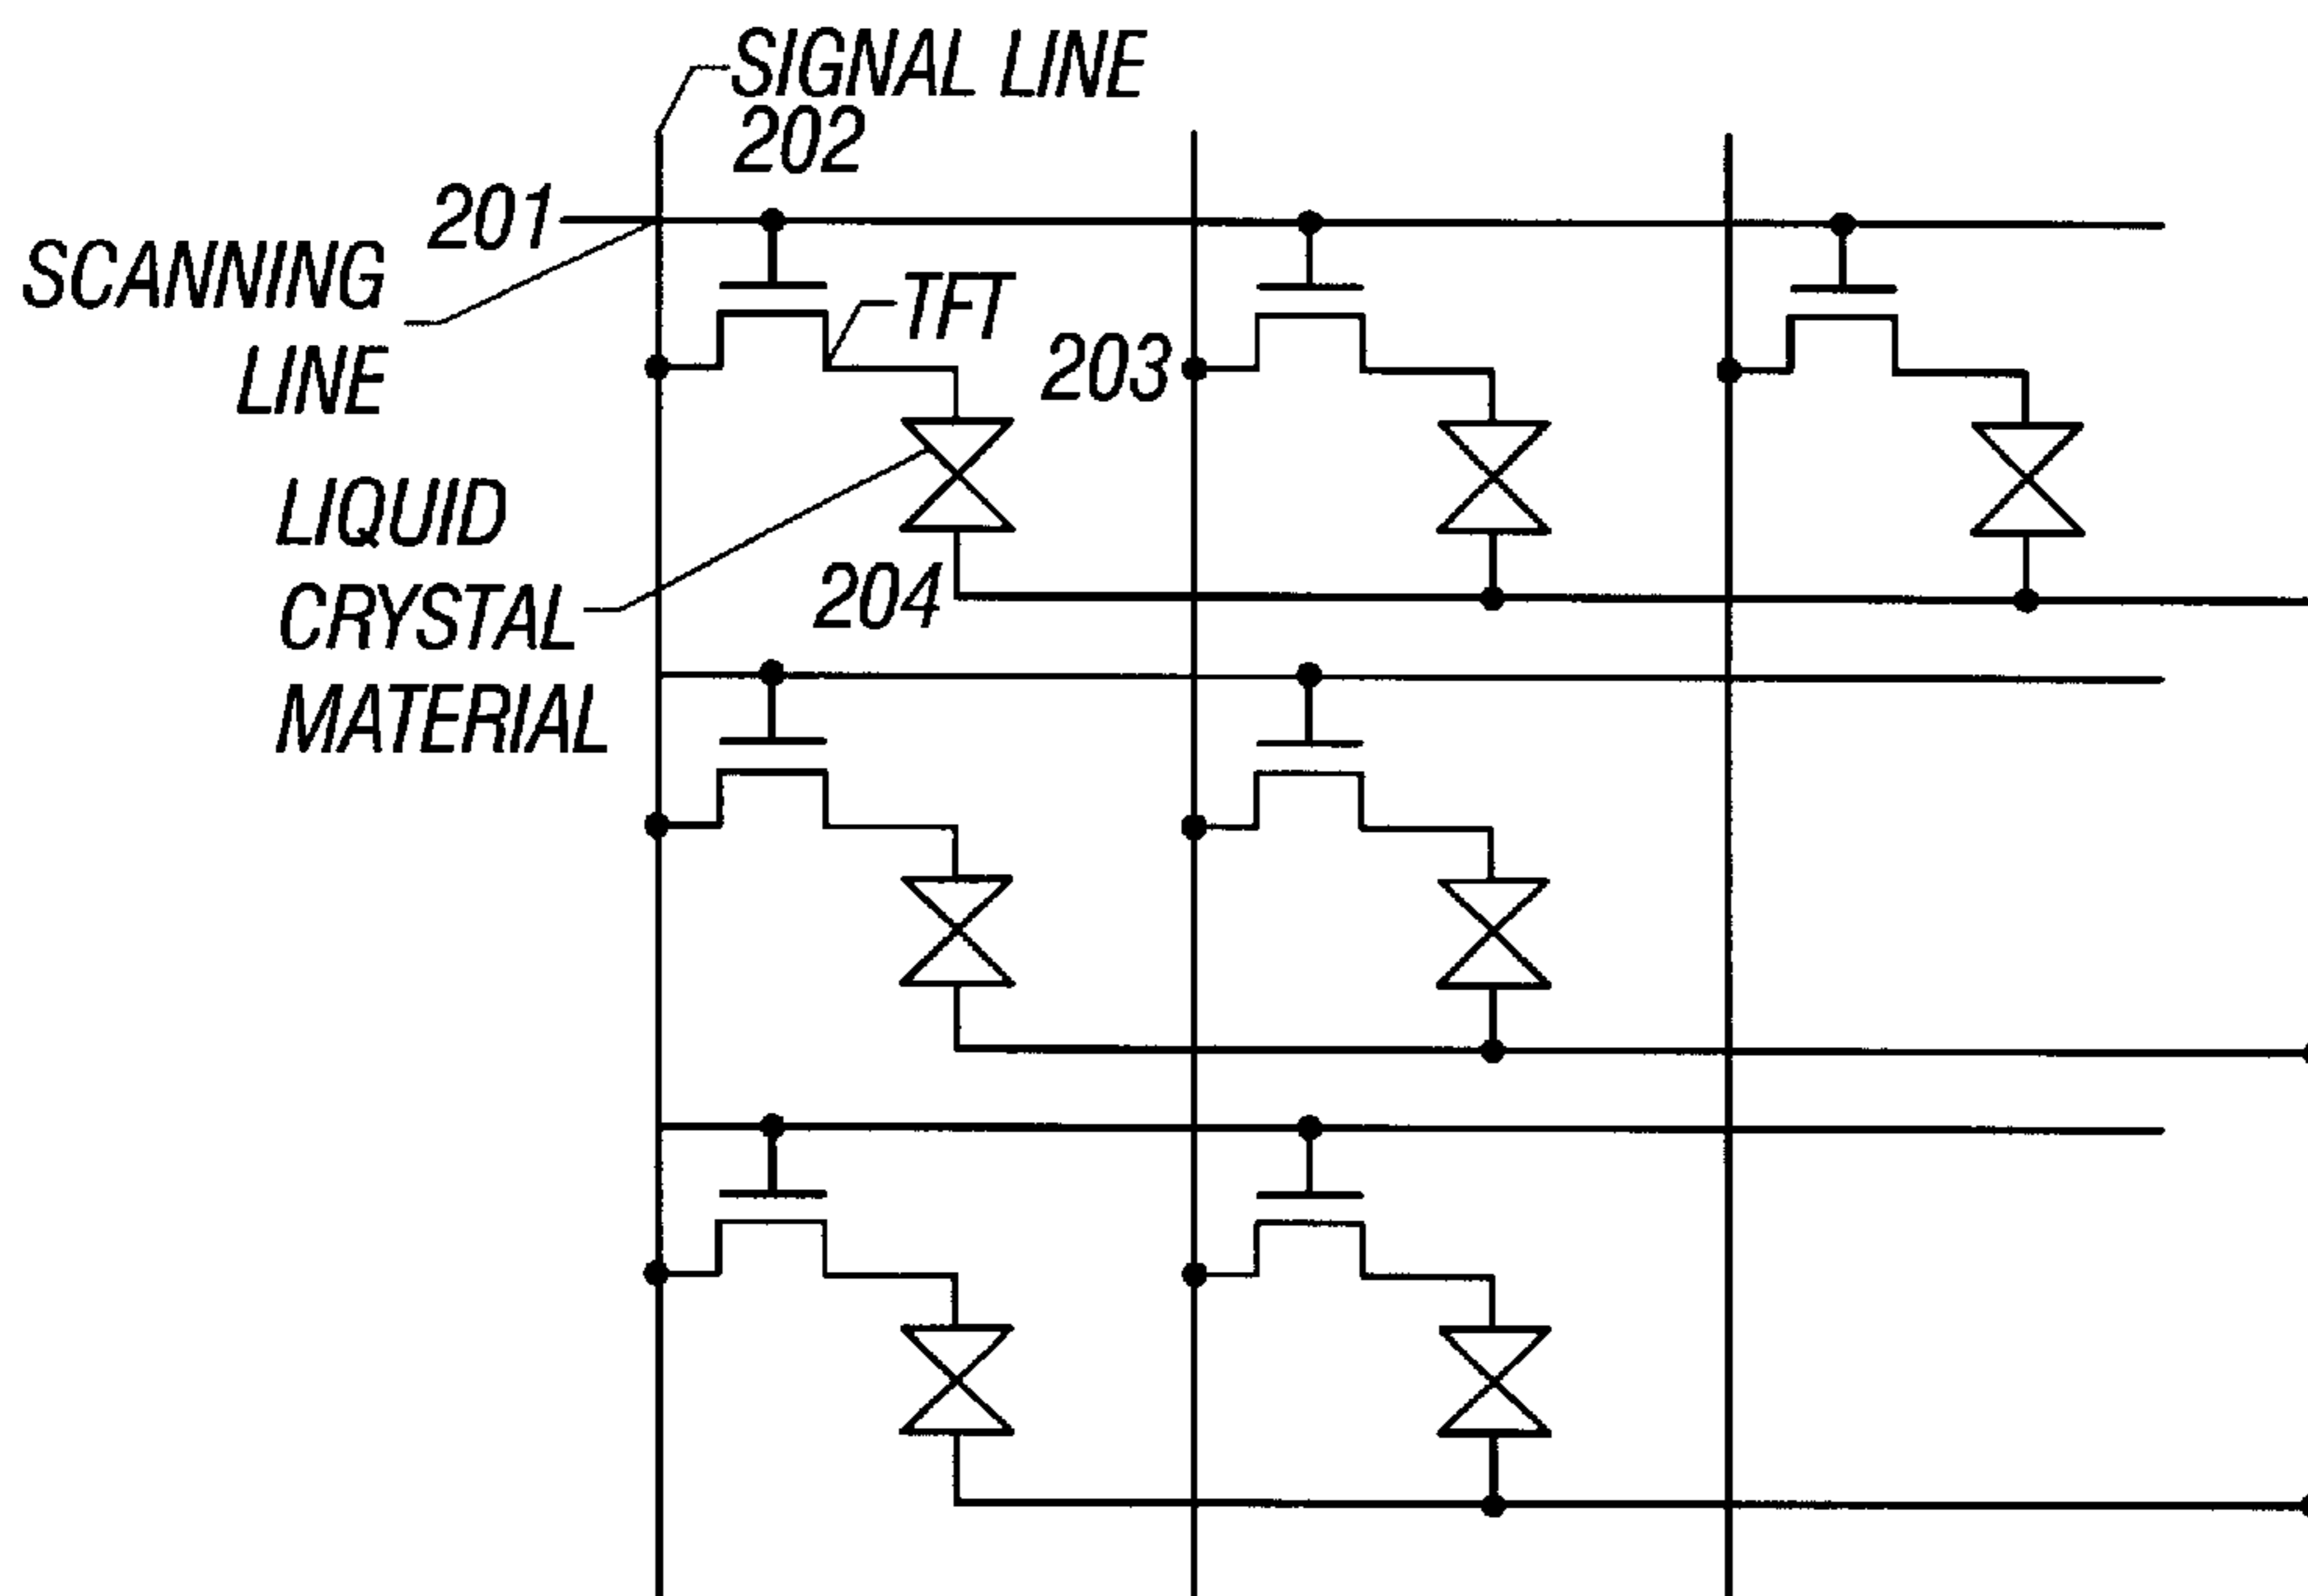 SIGNAL LINE
202
201
SCANNING
LINE
TFT
203
LIQUID
CRYSTAL
MATERIAL
204